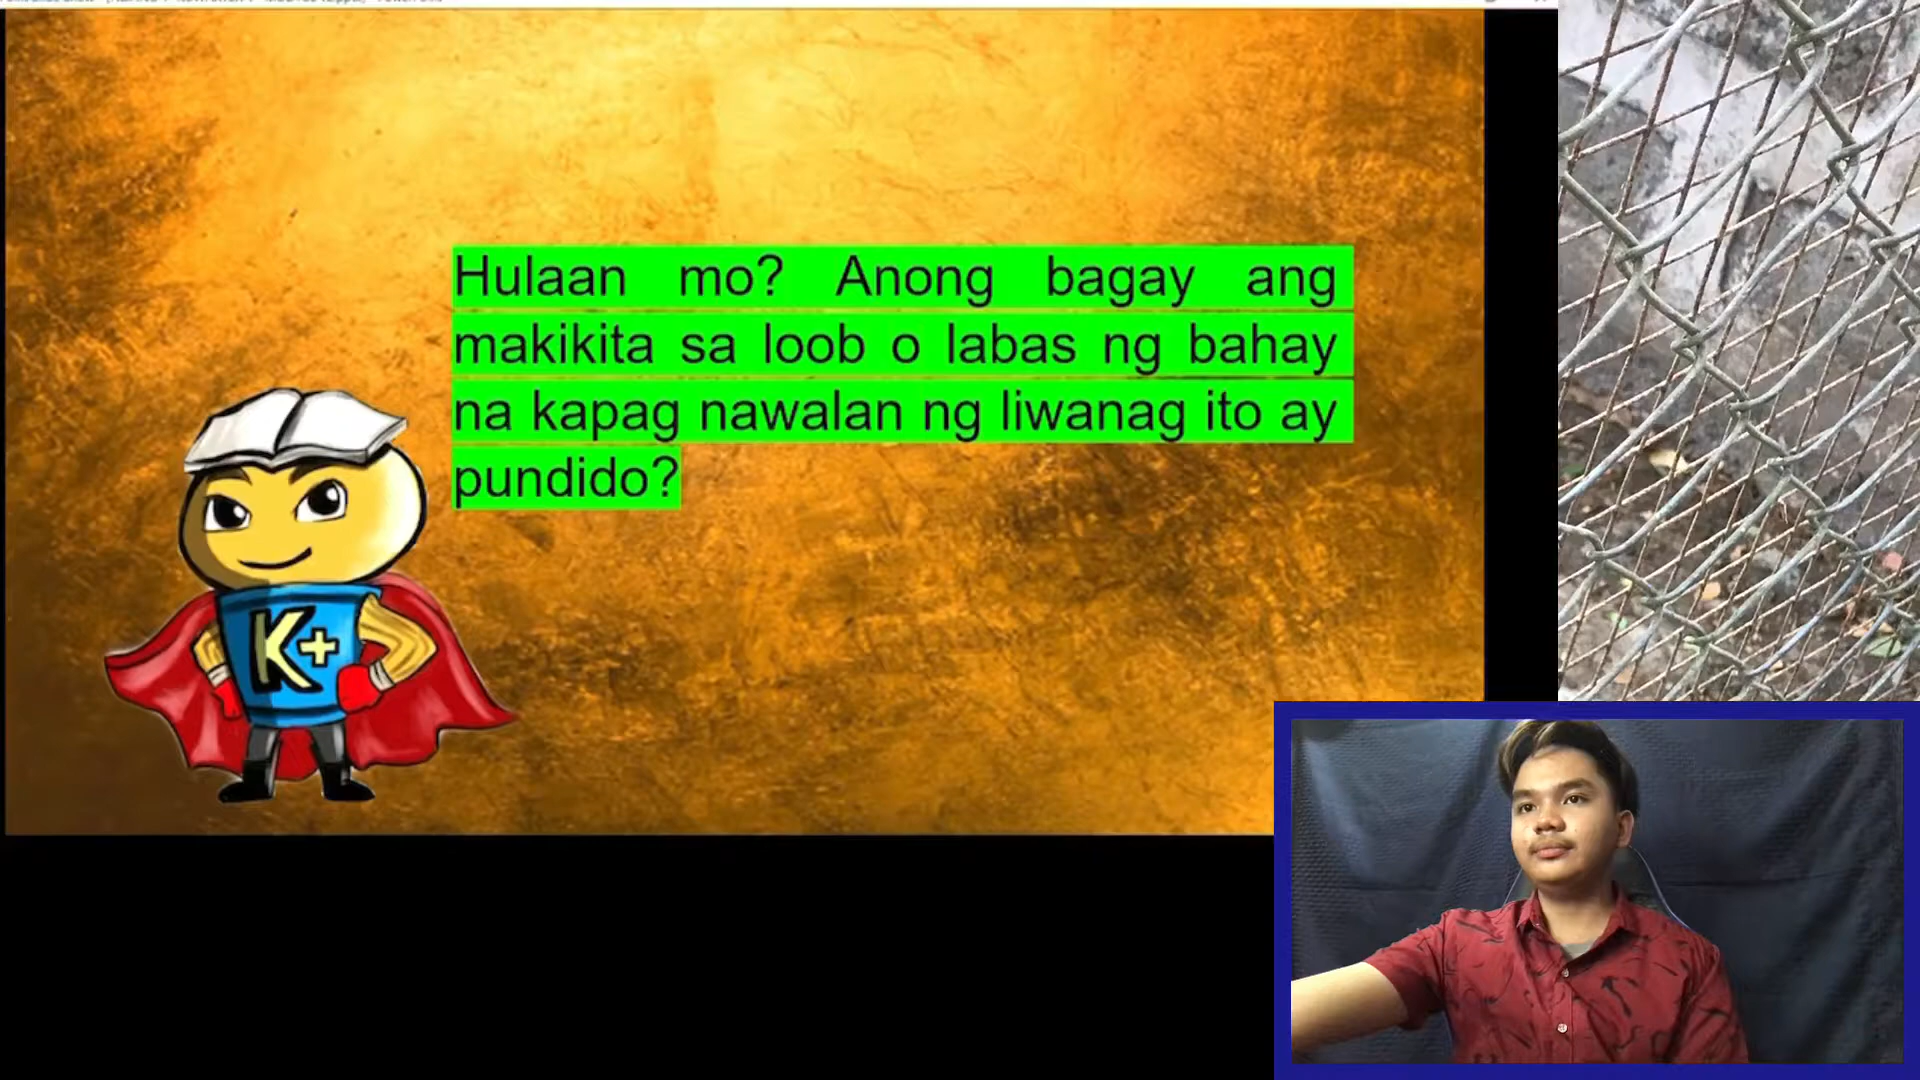 Hulaan mo? Anong bagay ang
makikita sa loob o labas ng bahay
na kapag nawalan ng liwanag ito ay
pundido?
K+